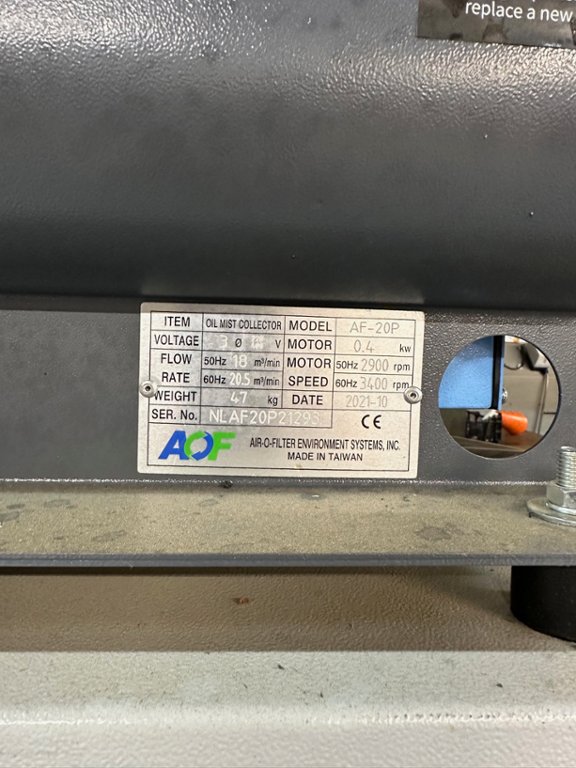 replace a new
ITEM OIL MIST COLLECTOR MODEL AF-20P
VOLTAGE 3 Ø V MOTOR 0.4 kw
FLOW 50Hz 18 m³/min MOTOR 50Hz 2900 rpm
RATE 60Hz 20.5 m³/min SPEED 60Hz 3400 rpm
WEIGHT 47 kg DATE 2021-10
SER. No. CE
AOF AIR-O-FILTER ENVIRONMENT SYSTEMS, INC.
MADE IN TAIWAN